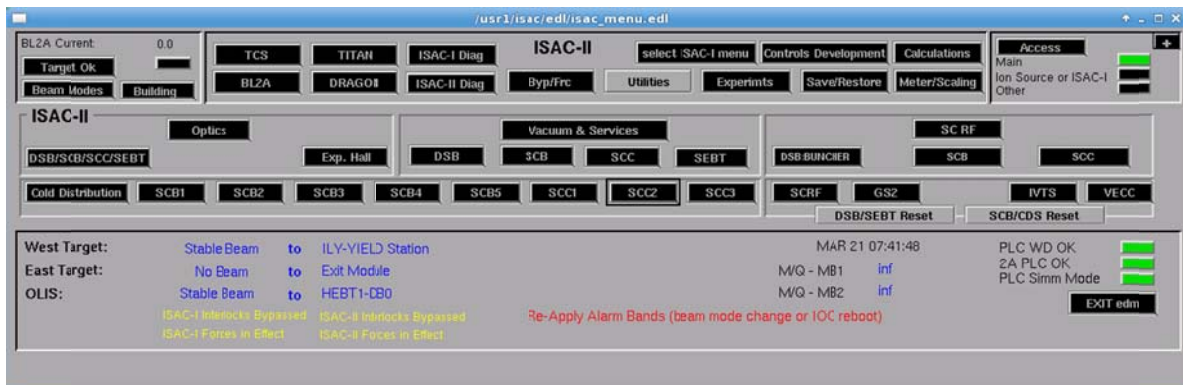 /usr1/isac/edl/isac_menu.edl
BL2A Current: 0.0
Target Ok
Beam Modes Building
TCS TITAN ISAC-I Diag ISAC-II select ISAC-I menu Controls Development Calculations
BL2A DRAGON ISAC-II Diag Byp/Frc Utilities Experimts Save/Restore Meter/Scaling
Access
Main
Ion Source or ISAC-I
Other
+
ISAC-II
Optics
DSB/SCB/SCC/SEBT Exp. Hall
Vacuum & Services
DSB SCB SCC SEBT
SC RF
DSB:BUNCHER SCB SCC
Cold Distribution SCB1 SCB2 SCB3 SCB4 SCB5 SCC1 SCC2 SCC3 SCRF GS2 IVTS VECC
DSB/SEBT Reset SCB/CDS Reset
West Target: Stable Beam to ILY-YIELD Station MAR 21 07:41:48 PLC WD OK
East Target: No Beam to Exit Module M/Q - MB1 inf 2A PLC OK
PLC Simm Mode
OLIS: Stable Beam to HEBT1-DB0 M/Q - MB2 inf
EXIT edm
ISAC-I Interlocks Bypassed ISAC-II Interlocks Bypassed Re-Apply Alarm Bands (beam mode change or IOC reboot)
ISAC-I Forces in Effect ISAC-II Foces in Effect